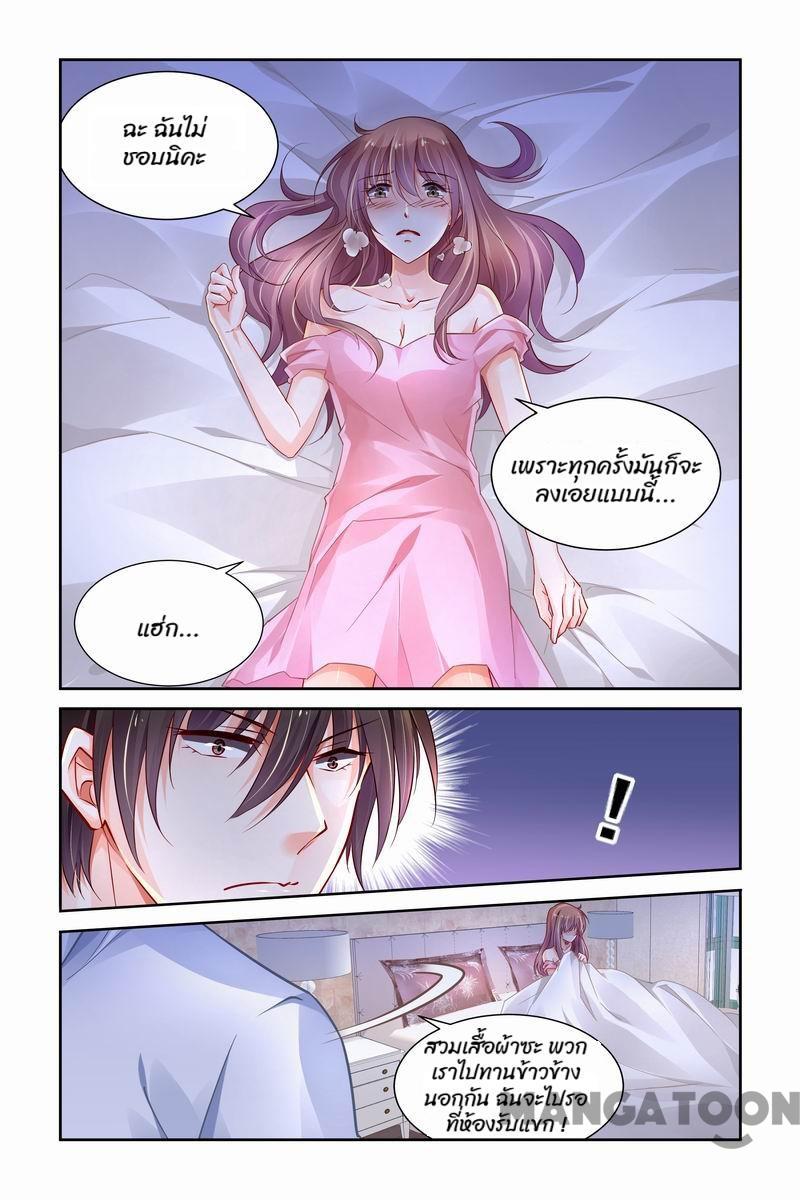 ฉะ ฉันไม่
ชอบนิคะ
เพราะทุกครั้งมันก็จะ
ลงเอยแบบนี้...
แฮ่ก...
!
สวมเสื้อผ้าซะ พวก
เราไปทานข้าวข้าง
นอกกัน ฉันจะไปรอ
ที่ห้องรับแขก !
MANGATOON